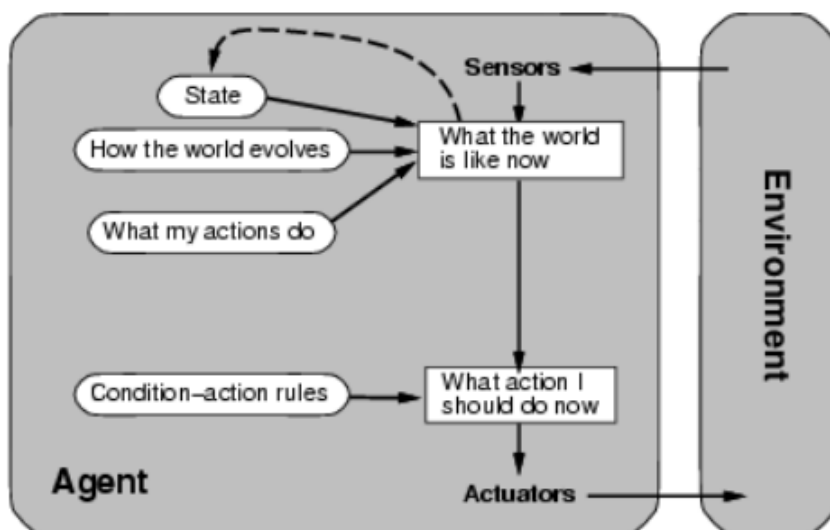 Sensors
State
What the world
is like now
How the world evolves
What my actions do
Condition–action rules
What action I
should do now
Agent
Actuators
Environment